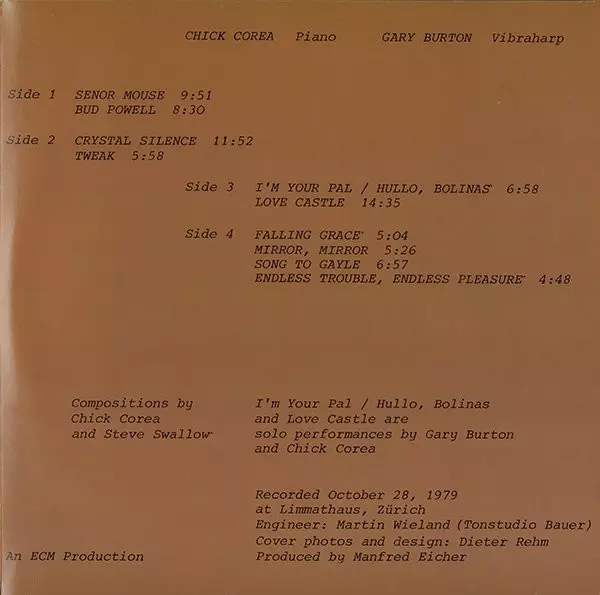 CHICK COREA Piano GARY BURTON Vibraharp
Side 1 SENOR MOUSE 9:51
BUD POWELL 8:30
Side 2 CRYSTAL SILENCE 11:52
TWEAK 5:58
Side 3 I'M YOUR PAL / HULLO, BOLINAS* 6:58
LOVE CASTLE 14:35
Side 4 FALLING GRACE* 5:04
MIRROR, MIRROR 5:26
SONG TO GAYLE 6:57
ENDLESS TROUBLE, ENDLESS PLEASURE* 4:48
Compositions by
Chick Corea
and Steve Swallow*
I'm Your Pal / Hullo, Bolinas
and Love Castle are
solo performances by Gary Burton
and Chick Corea
Recorded October 28, 1979
at Limmathaus, Zürich
Engineer: Martin Wieland (Tonstudio Bauer)
Cover photos and design: Dieter Rehm
Produced by Manfred Eicher
An ECM Production